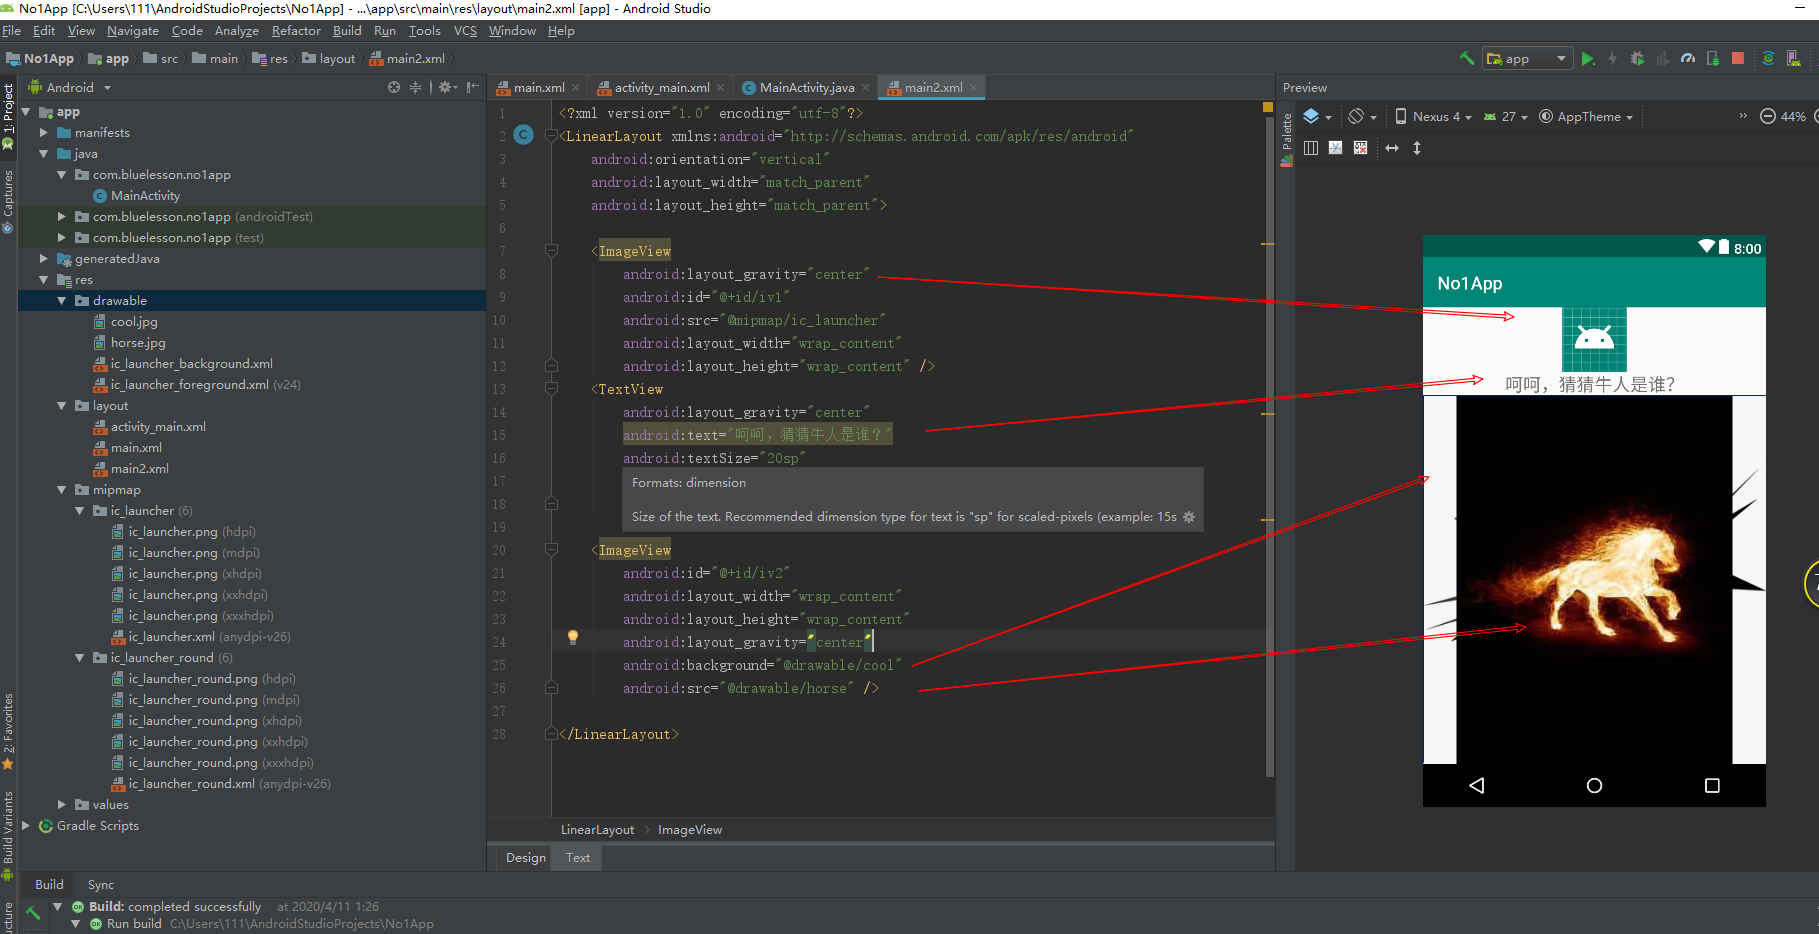 No1App [C:\Users\111\AndroidStudioProjects\No1App] - ...\app\src\main\res\layout\main2.xml [app] - Android Studio
File Edit View Navigate Code Analyze Refactor Build Run Tools VCS Window Help
No1App app src main res layout main2.xml app
Android
main.xml activity_main.xml MainActivity.java main2.xml
Preview
1: Project
Captures
2: Favorites
Build Variants
app
manifests
java
com.bluelesson.no1app
MainActivity
com.bluelesson.no1app (androidTest)
com.bluelesson.no1app (test)
generatedJava
res
drawable
cool.jpg
horse.jpg
ic_launcher_background.xml
ic_launcher_foreground.xml (v24)
layout
activity_main.xml
main.xml
main2.xml
mipmap
ic_launcher (6)
ic_launcher.png (hdpi)
ic_launcher.png (mdpi)
ic_launcher.png (xhdpi)
ic_launcher.png (xxhdpi)
ic_launcher.png (xxxhdpi)
ic_launcher.xml (anydpi-v26)
ic_launcher_round (6)
ic_launcher_round.png (hdpi)
ic_launcher_round.png (mdpi)
ic_launcher_round.png (xhdpi)
ic_launcher_round.png (xxhdpi)
ic_launcher_round.png (xxxhdpi)
ic_launcher_round.xml (anydpi-v26)
values
Gradle Scripts
1 <?xml version="1.0" encoding="utf-8"?>
2 <LinearLayout xmlns:android="http://schemas.android.com/apk/res/android"
3 android:orientation="vertical"
4 android:layout_width="match_parent"
5 android:layout_height="match_parent">
6
7 <ImageView
8 android:layout_gravity="center"
9 android:id="@+id/iv1"
10 android:src="@mipmap/ic_launcher"
11 android:layout_width="wrap_content"
12 android:layout_height="wrap_content" />
13 <TextView
14 android:layout_gravity="center"
15 android:text="呵呵，猜猜牛人是谁？"
16 android:textSize="20sp"
17 Formats: dimension
18 Size of the text. Recommended dimension type for text is "sp" for scaled-pixels (example: 15s
19
20 <ImageView
21 android:id="@+id/iv2"
22 android:layout_width="wrap_content"
23 android:layout_height="wrap_content"
24 android:layout_gravity="center"
25 android:background="@drawable/cool"
26 android:src="@drawable/horse" />
27
28 </LinearLayout>
LinearLayout ImageView
Design Text
Palette
Nexus 4 27 AppTheme 44%
8:00
No1App
呵呵，猜猜牛人是谁？
Build Sync
Build: completed successfully at 2020/4/11 1:26
Run build C:\Users\111\AndroidStudioProjects\No1App